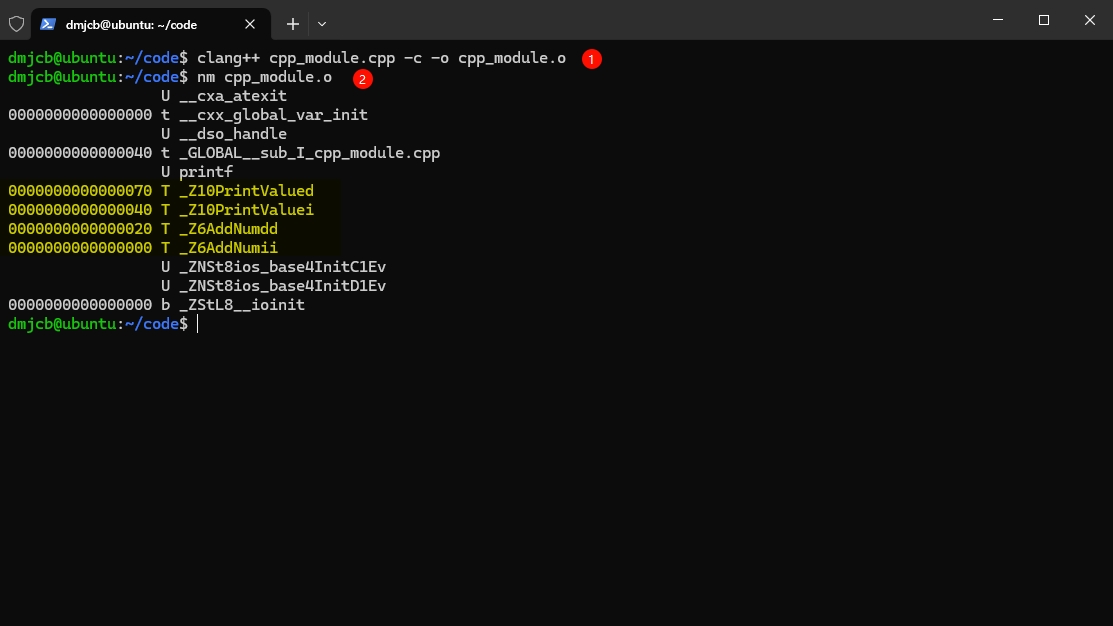 dmjcb@ubuntu: ~/code
dmjcb@ubuntu:~/code$ clang++ cpp_module.cpp -c -o cpp_module.o 1
dmjcb@ubuntu:~/code$ nm cpp_module.o 2
U __cxa_atexit
0000000000000000 t __cxx_global_var_init
U __dso_handle
0000000000000040 t _GLOBAL__sub_I_cpp_module.cpp
U printf
0000000000000070 T _Z10PrintValued
0000000000000040 T _Z10PrintValuei
0000000000000020 T _Z6AddNumdd
0000000000000000 T _Z6AddNumii
U _ZNSt8ios_base4InitC1Ev
U _ZNSt8ios_base4InitD1Ev
0000000000000000 b _ZStL8__ioinit
dmjcb@ubuntu:~/code$